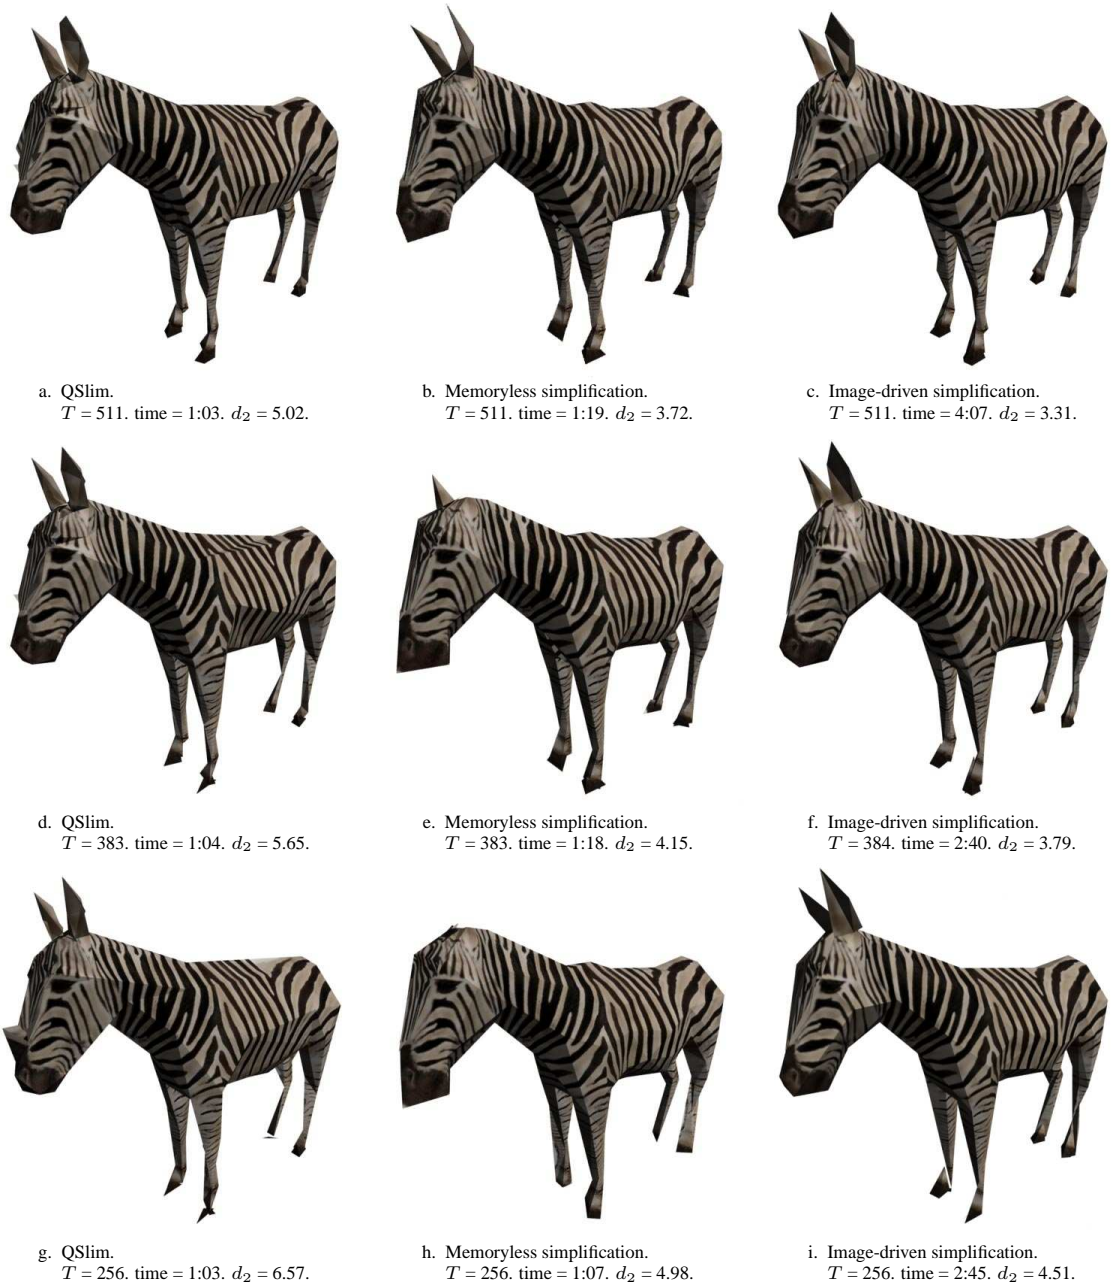 a. QSlim.
T = 511. time = 1:03. d₂ = 5.02.
b. Memoryless simplification.
T = 511. time = 1:19. d₂ = 3.72.
c. Image-driven simplification.
T = 511. time = 4:07. d₂ = 3.31.
d. QSlim.
T = 383. time = 1:04. d₂ = 5.65.
e. Memoryless simplification.
T = 383. time = 1:18. d₂ = 4.15.
f. Image-driven simplification.
T = 384. time = 2:40. d₂ = 3.79.
g. QSlim.
T = 256. time = 1:03. d₂ = 6.57.
h. Memoryless simplification.
T = 256. time = 1:07. d₂ = 4.98.
i. Image-driven simplification.
T = 256. time = 2:45. d₂ = 4.51.